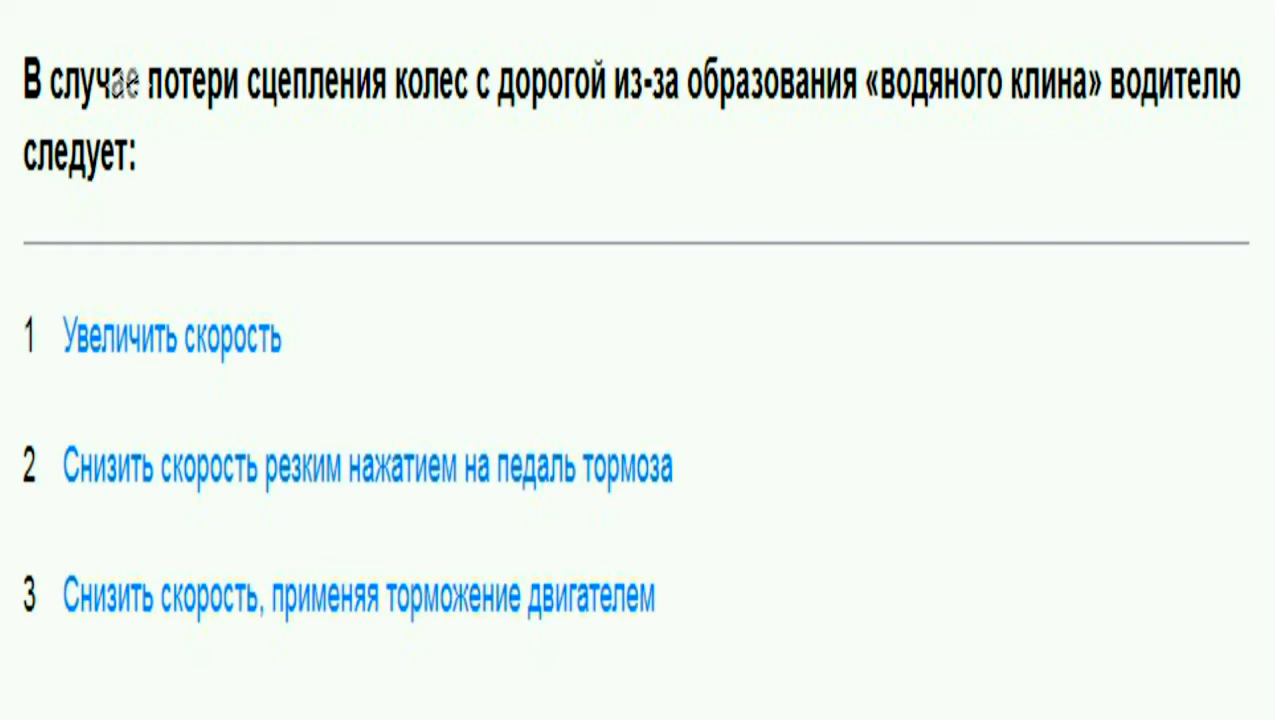 В случае потери сцепления колес с дорогой из-за образования «водяного клина» водителю
следует:
1 Увеличить скорость
2 Снизить скорость резким нажатием на педаль тормоза
3 Снизить скорость, применяя торможение двигателем